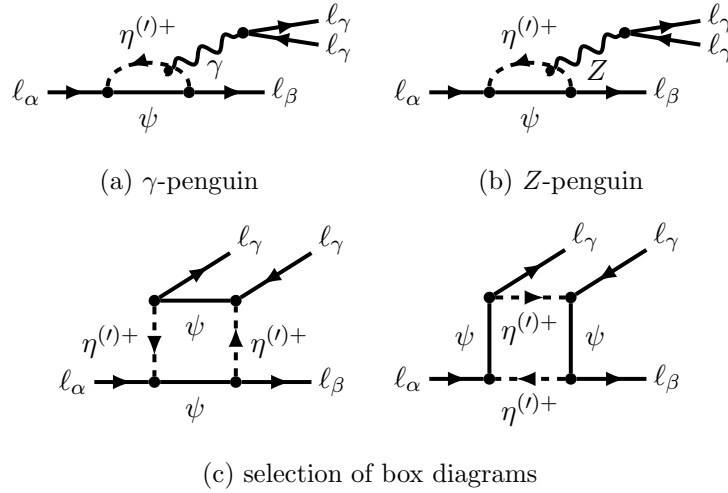 η(′)+ γ ℓγ ℓγ ℓα ψ ℓβ
η(′)+ Z ℓγ ℓγ ℓα ψ ℓβ
(a) γ-penguin
(b) Z-penguin
ℓγ ℓγ ψ η(′)+ η(′)+ ℓα ψ ℓβ
ℓγ ℓγ η(′)+ ψ ψ ℓα η(′)+ ℓβ
(c) selection of box diagrams